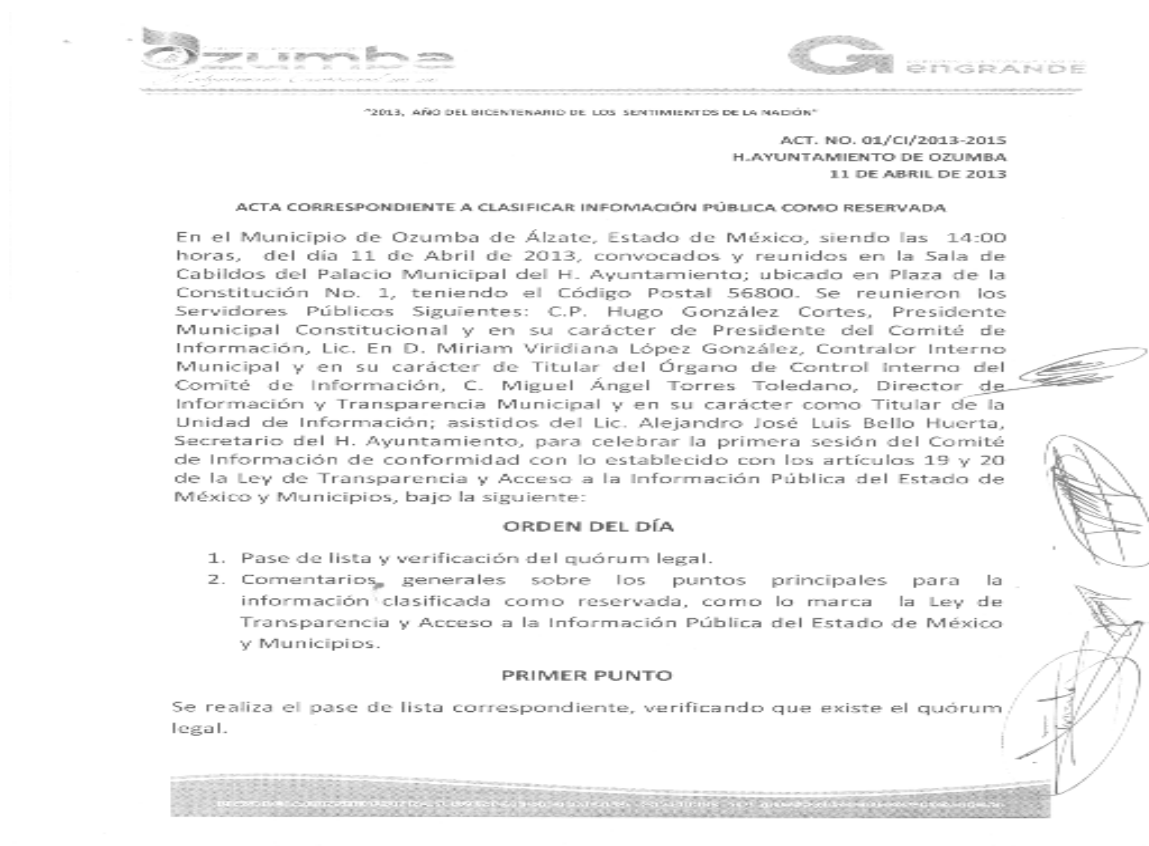 Ozumba
enGRANDE
"2013, AÑO DEL BICENTENARIO DE LOS SENTIMIENTOS DE LA NACIÓN"
ACT. NO. 01/CI/2013-2015
H.AYUNTAMIENTO DE OZUMBA
11 DE ABRIL DE 2013
ACTA CORRESPONDIENTE A CLASIFICAR INFOMACIÓN PÚBLICA COMO RESERVADA
En el Municipio de Ozumba de Álzate, Estado de México, siendo las 14:00
horas, del día 11 de Abril de 2013, convocados y reunidos en la Sala de
Cabildos del Palacio Municipal del H. Ayuntamiento; ubicado en Plaza de la
Constitución No. 1, teniendo el Código Postal 56800. Se reunieron los
Servidores Públicos Siguientes: C.P. Hugo González Cortes, Presidente
Municipal Constitucional y en su carácter de Presidente del Comité de
Información, Lic. En D. Miriam Viridiana López González, Contralor Interno
Municipal y en su carácter de Titular del Órgano de Control Interno del
Comité de Información, C. Miguel Ángel Torres Toledano, Director de
Información y Transparencia Municipal y en su carácter como Titular de la
Unidad de Información; asistidos del Lic. Alejandro José Luis Bello Huerta,
Secretario del H. Ayuntamiento, para celebrar la primera sesión del Comité
de Información de conformidad con lo establecido con los artículos 19 y 20
de la Ley de Transparencia y Acceso a la Información Pública del Estado de
México y Municipios, bajo la siguiente:
ORDEN DEL DÍA
1. Pase de lista y verificación del quórum legal.
2. Comentarios generales sobre los puntos principales para la
información clasificada como reservada, como lo marca la Ley de
Transparencia y Acceso a la Información Pública del Estado de México
y Municipios.
PRIMER PUNTO
Se realiza el pase de lista correspondiente, verificando que existe el quórum
legal.